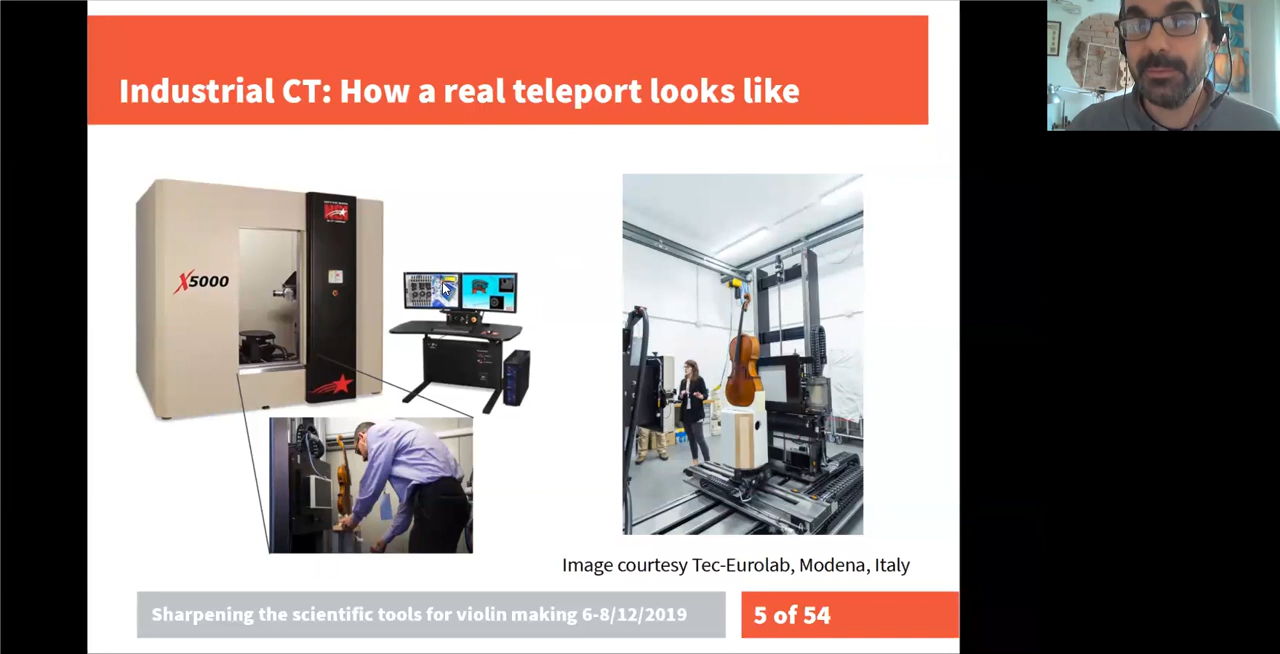 Industrial CT: How a real teleport looks like
X5000
Image courtesy Tec-Eurolab, Modena, Italy
Sharpening the scientific tools for violin making 6-8/12/2019
5 of 54